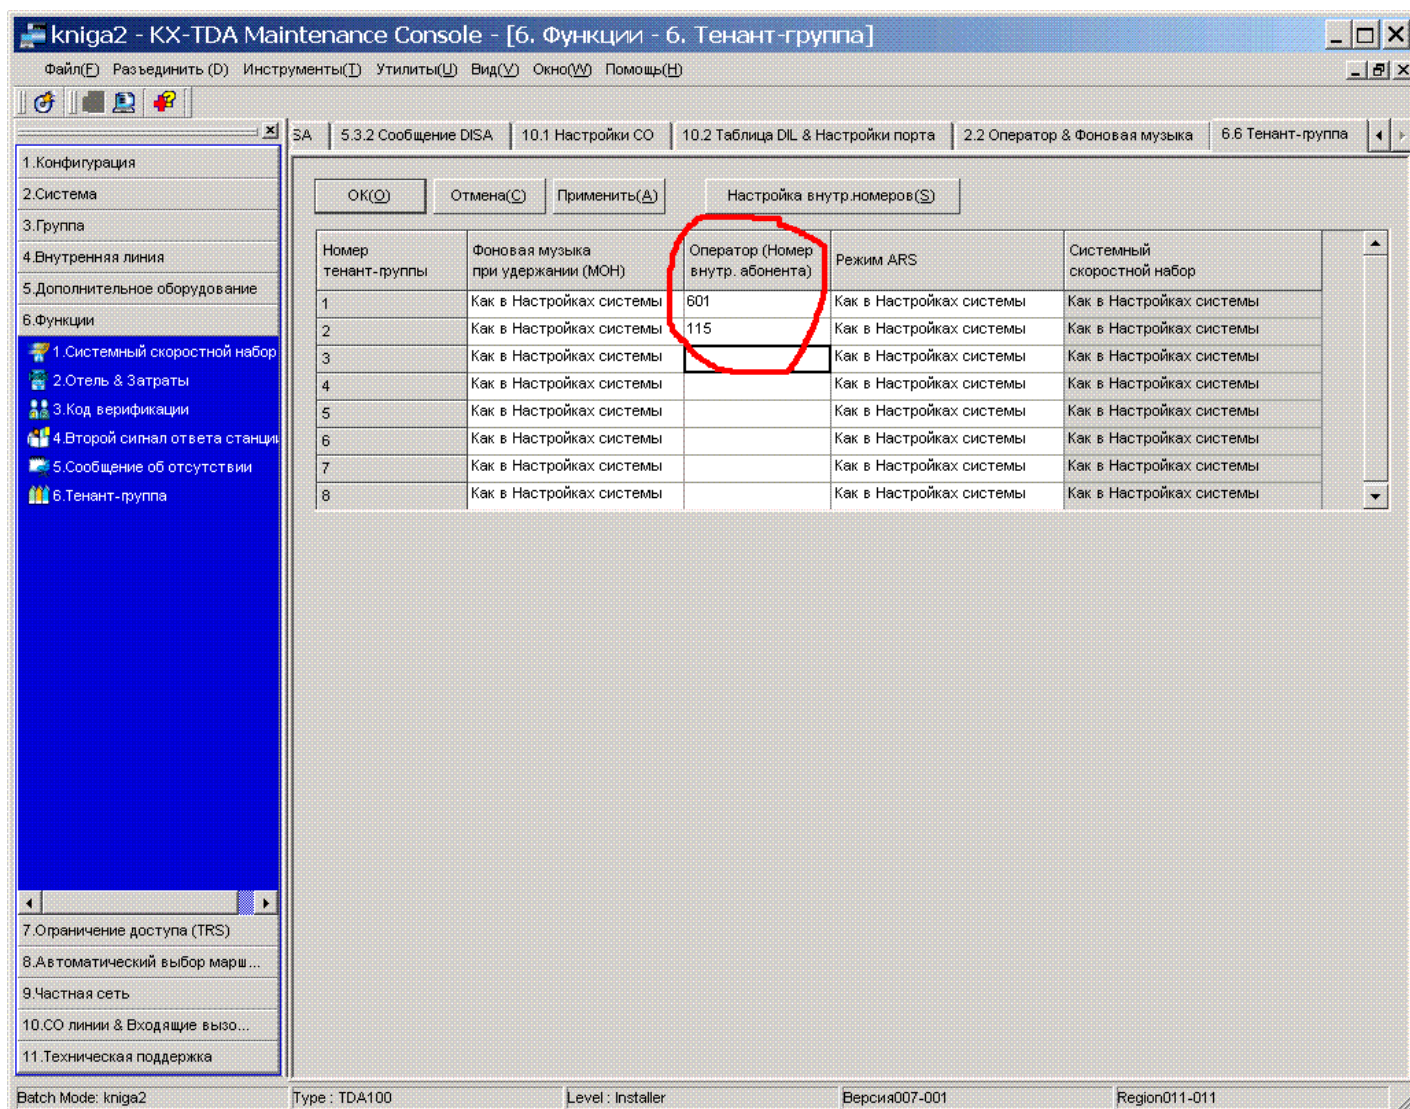 kniga2 - KX-TDA Maintenance Console - [6. Функции - 6. Тенант-группа]
Файл(F) Разъединить (D) Инструменты(T) Утилиты(U) Вид(V) Окно(W) Помощь(H)
SA 5.3.2 Сообщение DISA 10.1 Настройки CO 10.2 Таблица DIL & Настройки порта 2.2 Оператор & Фоновая музыка 6.6 Тенант-группа
1.Конфигурация
2.Система
3.Группа
4.Внутренняя линия
5.Дополнительное оборудование
6.Функции
1.Системный скоростной набор
2.Отель & Затраты
3.Код верификации
4.Второй сигнал ответа станции
5.Сообщение об отсутствии
6.Тенант-группа
7.Ограничение доступа (TRS)
8.Автоматический выбор марш...
9.Частная сеть
10.CO линии & Входящие вызо...
11.Техническая поддержка
OK(O) Отмена(C) Применить(A) Настройка внутр.номеров(S)
Номер тенант-группы Фоновая музыка при удержании (MOH) Оператор (Номер внутр. абонента) Режим ARS Системный скоростной набор
1 Как в Настройках системы 601 Как в Настройках системы Как в Настройках системы
2 Как в Настройках системы 115 Как в Настройках системы Как в Настройках системы
3 Как в Настройках системы Как в Настройках системы Как в Настройках системы
4 Как в Настройках системы Как в Настройках системы Как в Настройках системы
5 Как в Настройках системы Как в Настройках системы Как в Настройках системы
6 Как в Настройках системы Как в Настройках системы Как в Настройках системы
7 Как в Настройках системы Как в Настройках системы Как в Настройках системы
8 Как в Настройках системы Как в Настройках системы Как в Настройках системы
Batch Mode: kniga2 Type : TDA100 Level : Installer Версия007-001 Region011-011